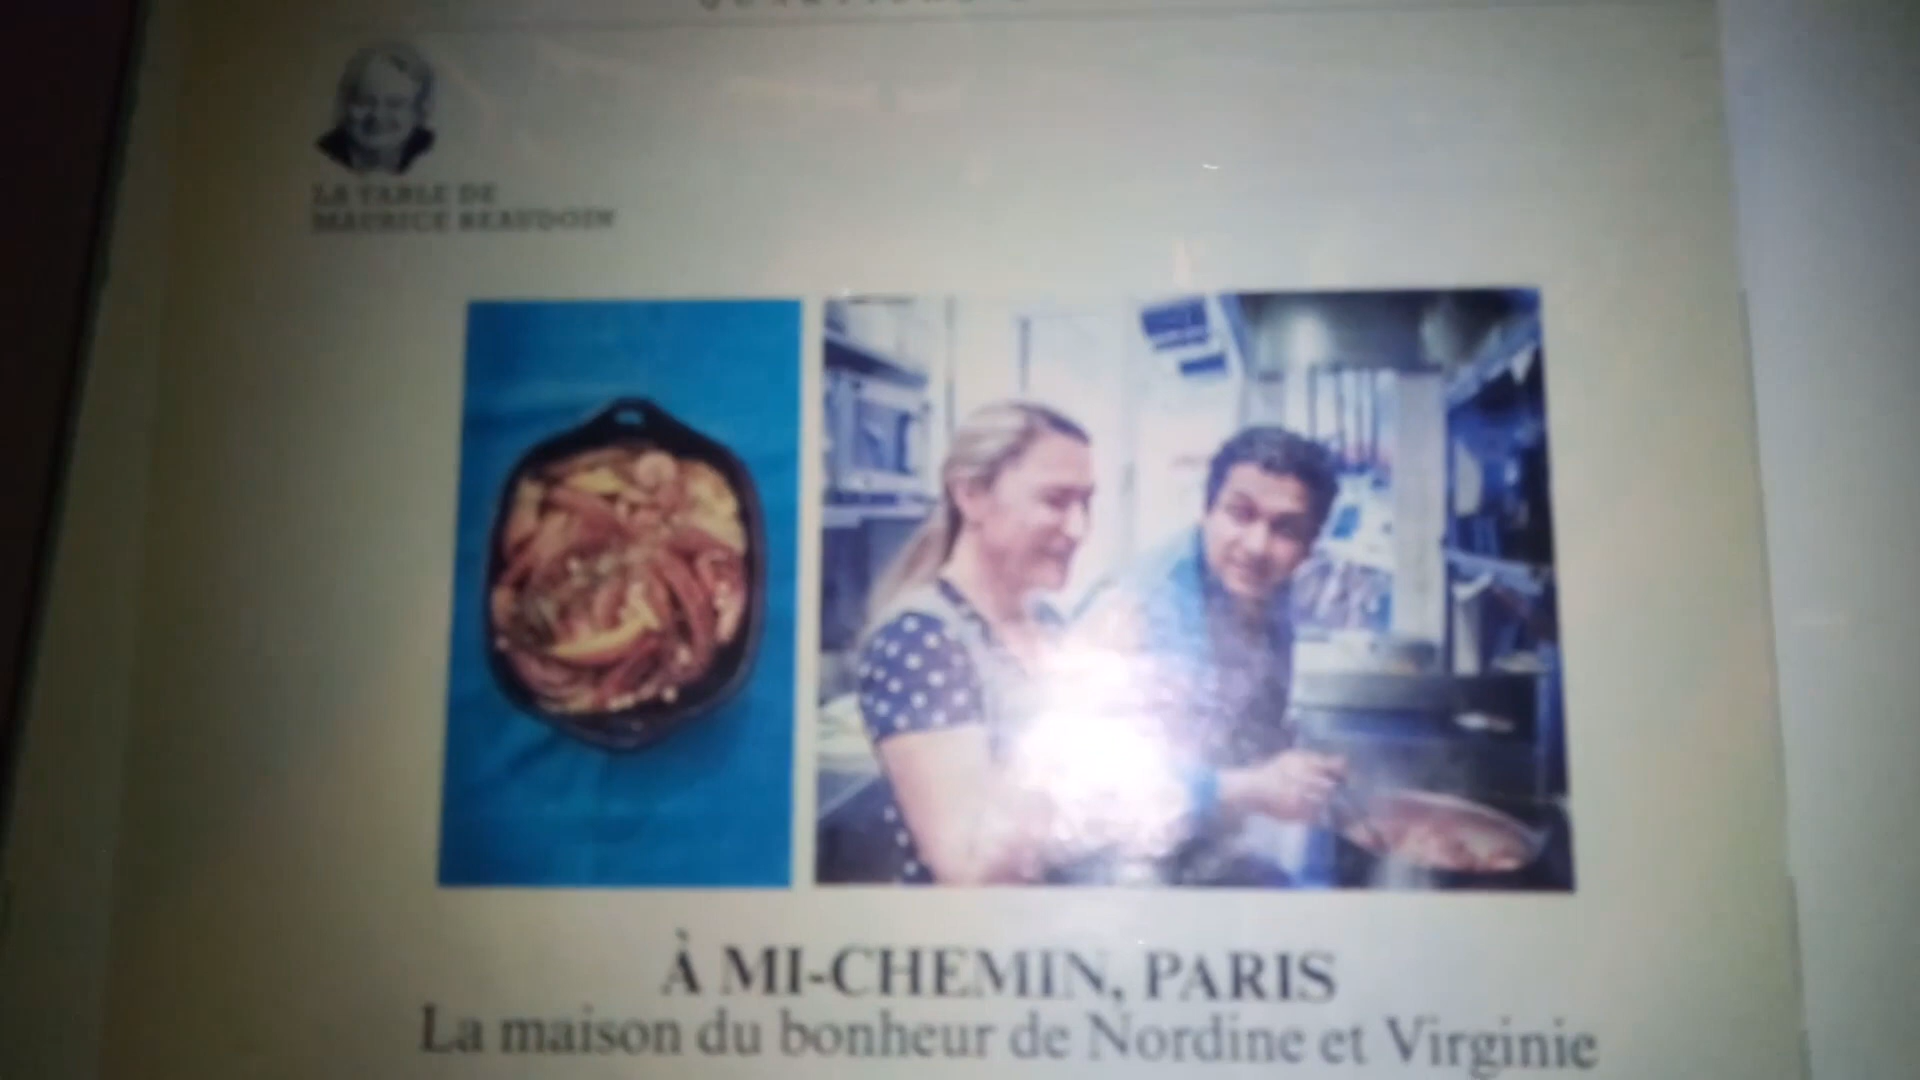 LA TABLE DE
MAURICE BEAUDOIN
À MI-CHEMIN, PARIS
La maison du bonheur de Nordine et Virginie